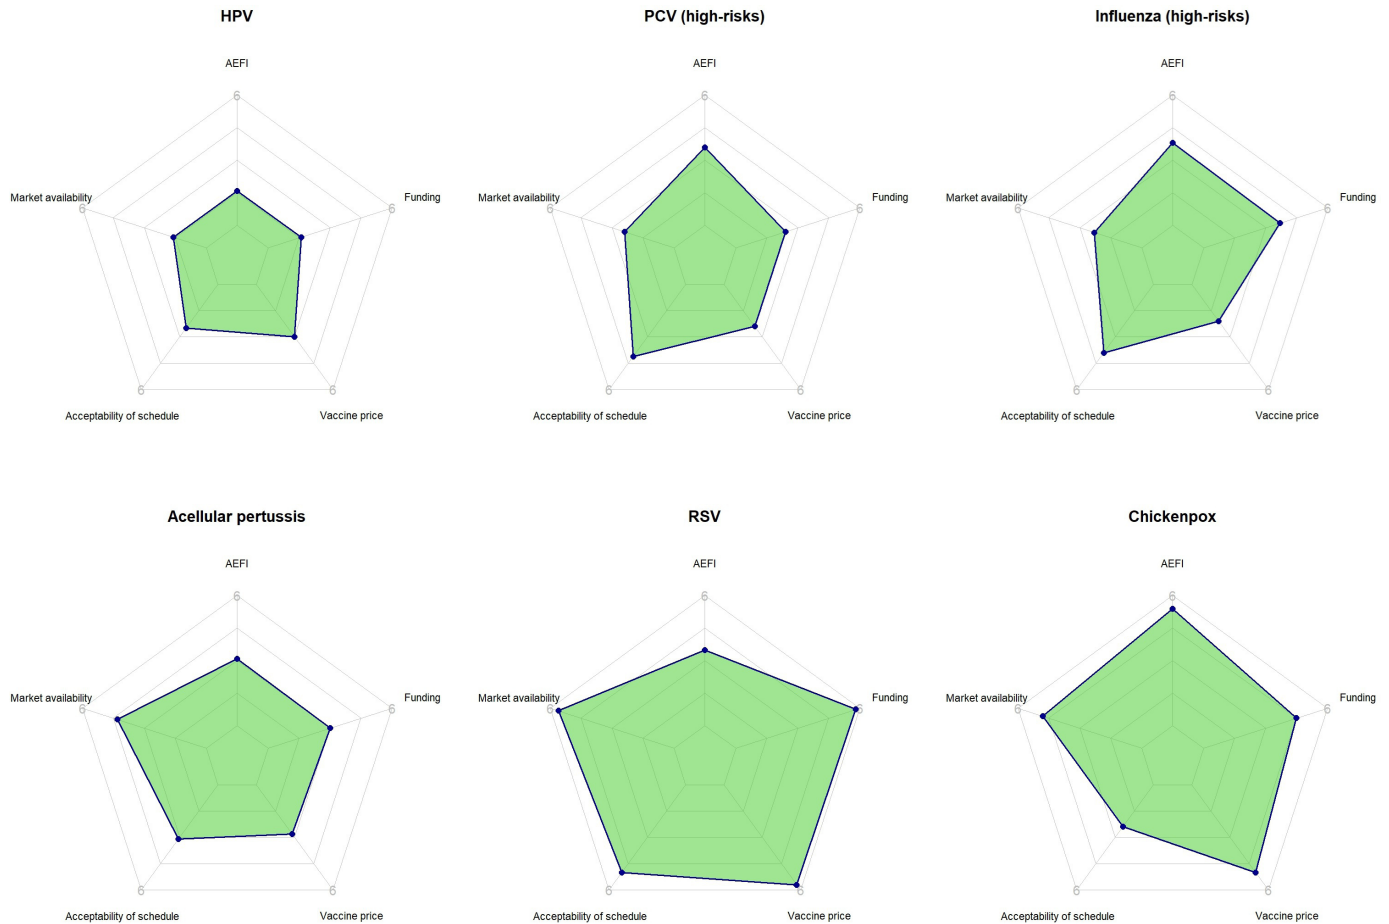 HPV
PCV (high-risks)
Influenza (high-risks)
AEFI
AEFI
AEFI
6
6
6
Market availability
Funding
Market availability
Funding
Market availability
Funding
6
6
6
6
6
6
6
6
6
6
6
6
Acceptability of schedule
Vaccine price
Acceptability of schedule
Vaccine price
Acceptability of schedule
Vaccine price
Acellular pertussis
RSV
Chickenpox
AEFI
AEFI
AEFI
6
6
6
Market availability
Funding
Market availability
Funding
Market availability
Funding
6
6
6
6
6
6
6
6
6
6
6
6
Acceptability of schedule
Vaccine price
Acceptability of schedule
Vaccine price
Acceptability of schedule
Vaccine price